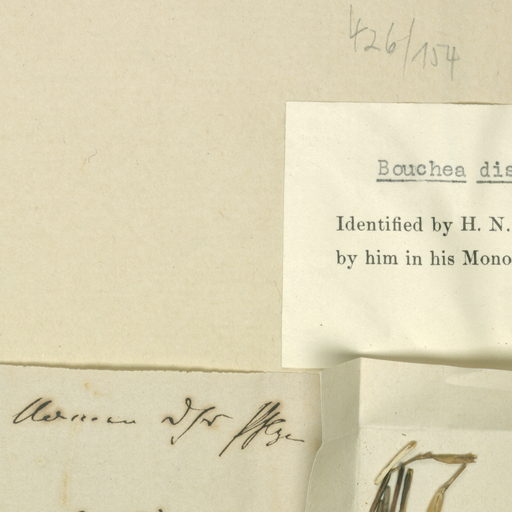 426/154
Bouchea dis
Identified by H. N.
by him in his Mono